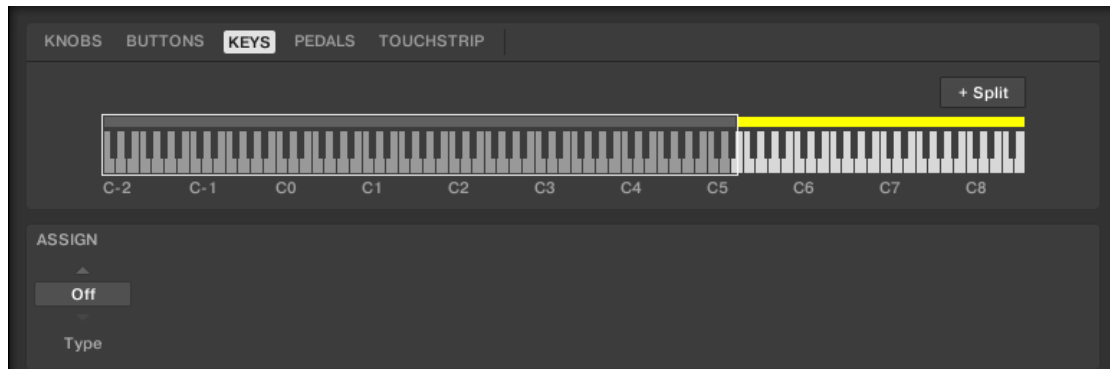 KNOBS BUTTONS KEYS PEDALS TOUCHSTRIP
+ Split
C-2 C-1 C0 C1 C2 C3 C4 C5 C6 C7 C8
ASSIGN
Off
Type